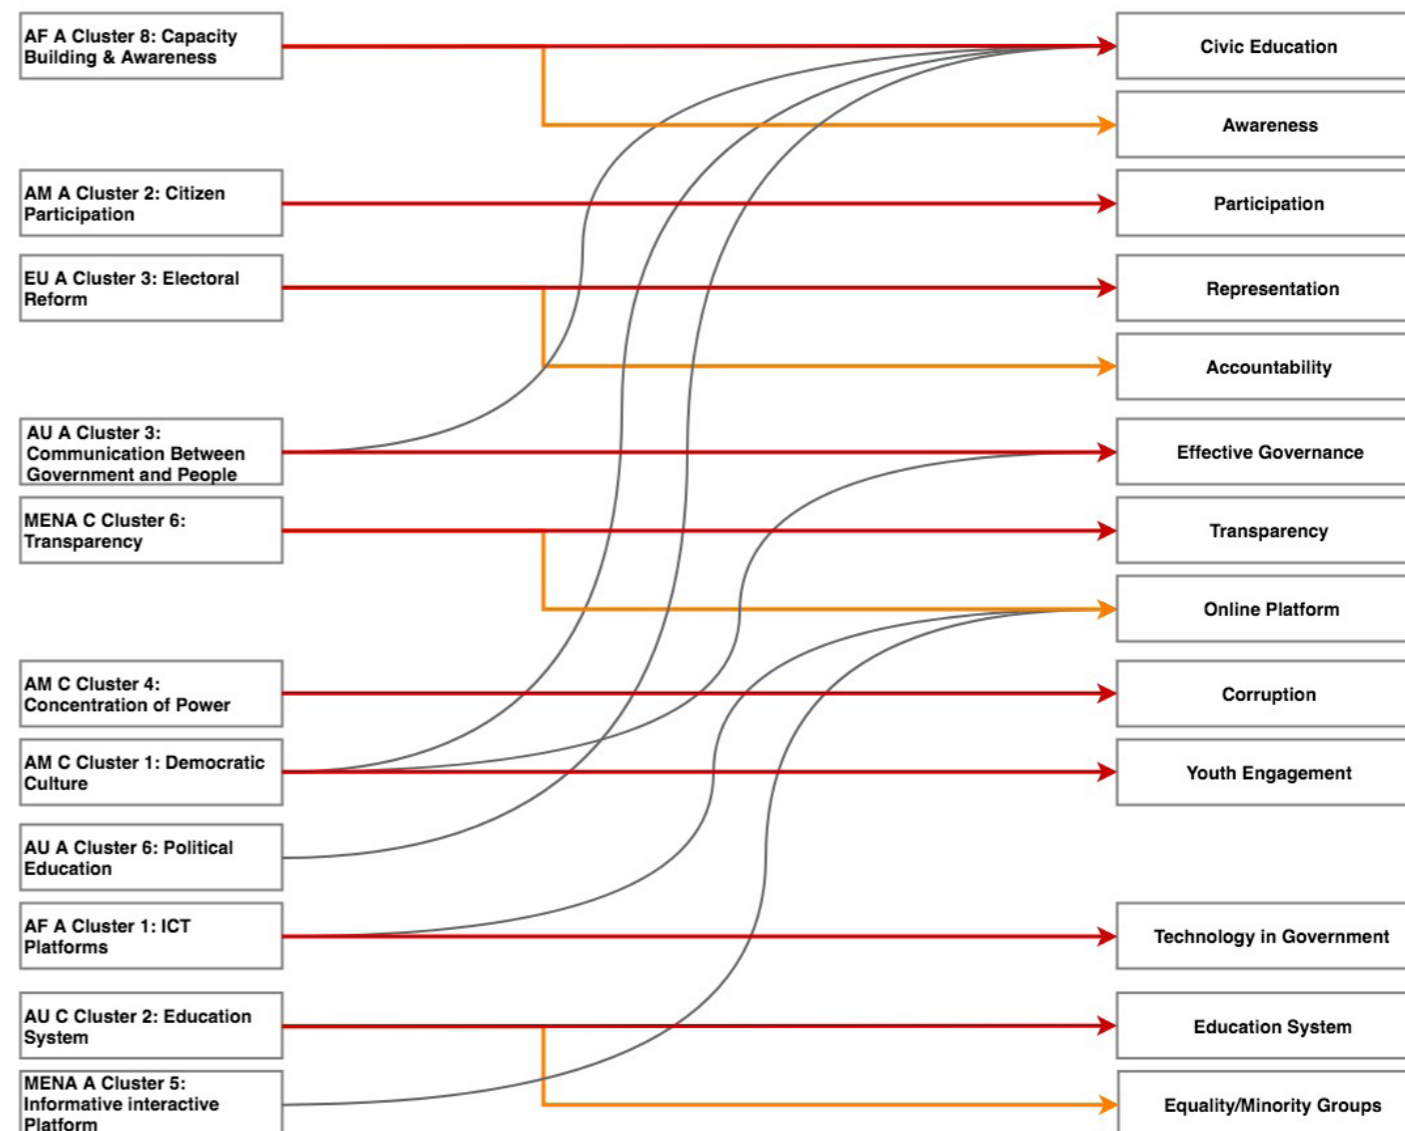 AF A Cluster 8: Capacity
Building & Awareness
Civic Education
Awareness
AM A Cluster 2: Citizen
Participation
Participation
EU A Cluster 3: Electoral
Reform
Representation
Accountability
AU A Cluster 3:
Communication Between
Government and People
Effective Governance
MENA C Cluster 6:
Transparency
Transparency
Online Platform
AM C Cluster 4:
Concentration of Power
Corruption
AM C Cluster 1: Democratic
Culture
Youth Engagement
AU A Cluster 6: Political
Education
AF A Cluster 1: ICT
Platforms
Technology in Government
AU C Cluster 2: Education
System
Education System
MENA A Cluster 5:
Informative interactive
Platform
Equality/Minority Groups